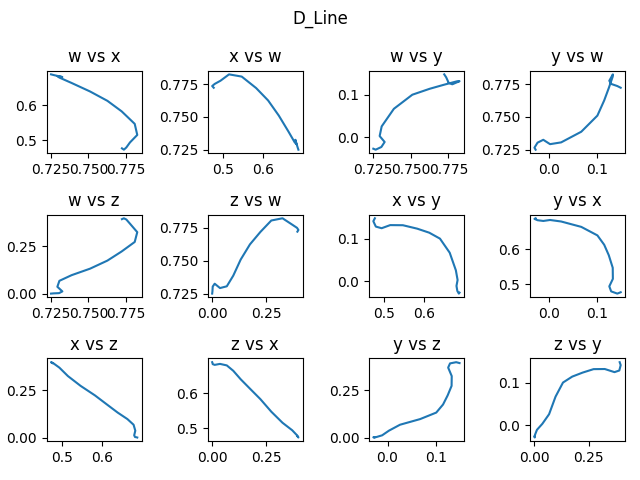 D_Line
w vs x
x vs w
w vs y
y vs w
0.6
0.5
0.725 0.750 0.775
0.775
0.750
0.725
0.5 0.6
0.1
0.0
0.725 0.750 0.775
0.775
0.750
0.725
0.0 0.1
w vs z
z vs w
x vs y
y vs x
0.25
0.00
0.725 0.750 0.775
0.775
0.750
0.725
0.00 0.25
0.1
0.0
0.5 0.6
0.6
0.5
0.0 0.1
x vs z
z vs x
y vs z
z vs y
0.25
0.00
0.5 0.6
0.6
0.5
0.00 0.25
0.25
0.00
0.0 0.1
0.1
0.0
0.00 0.25